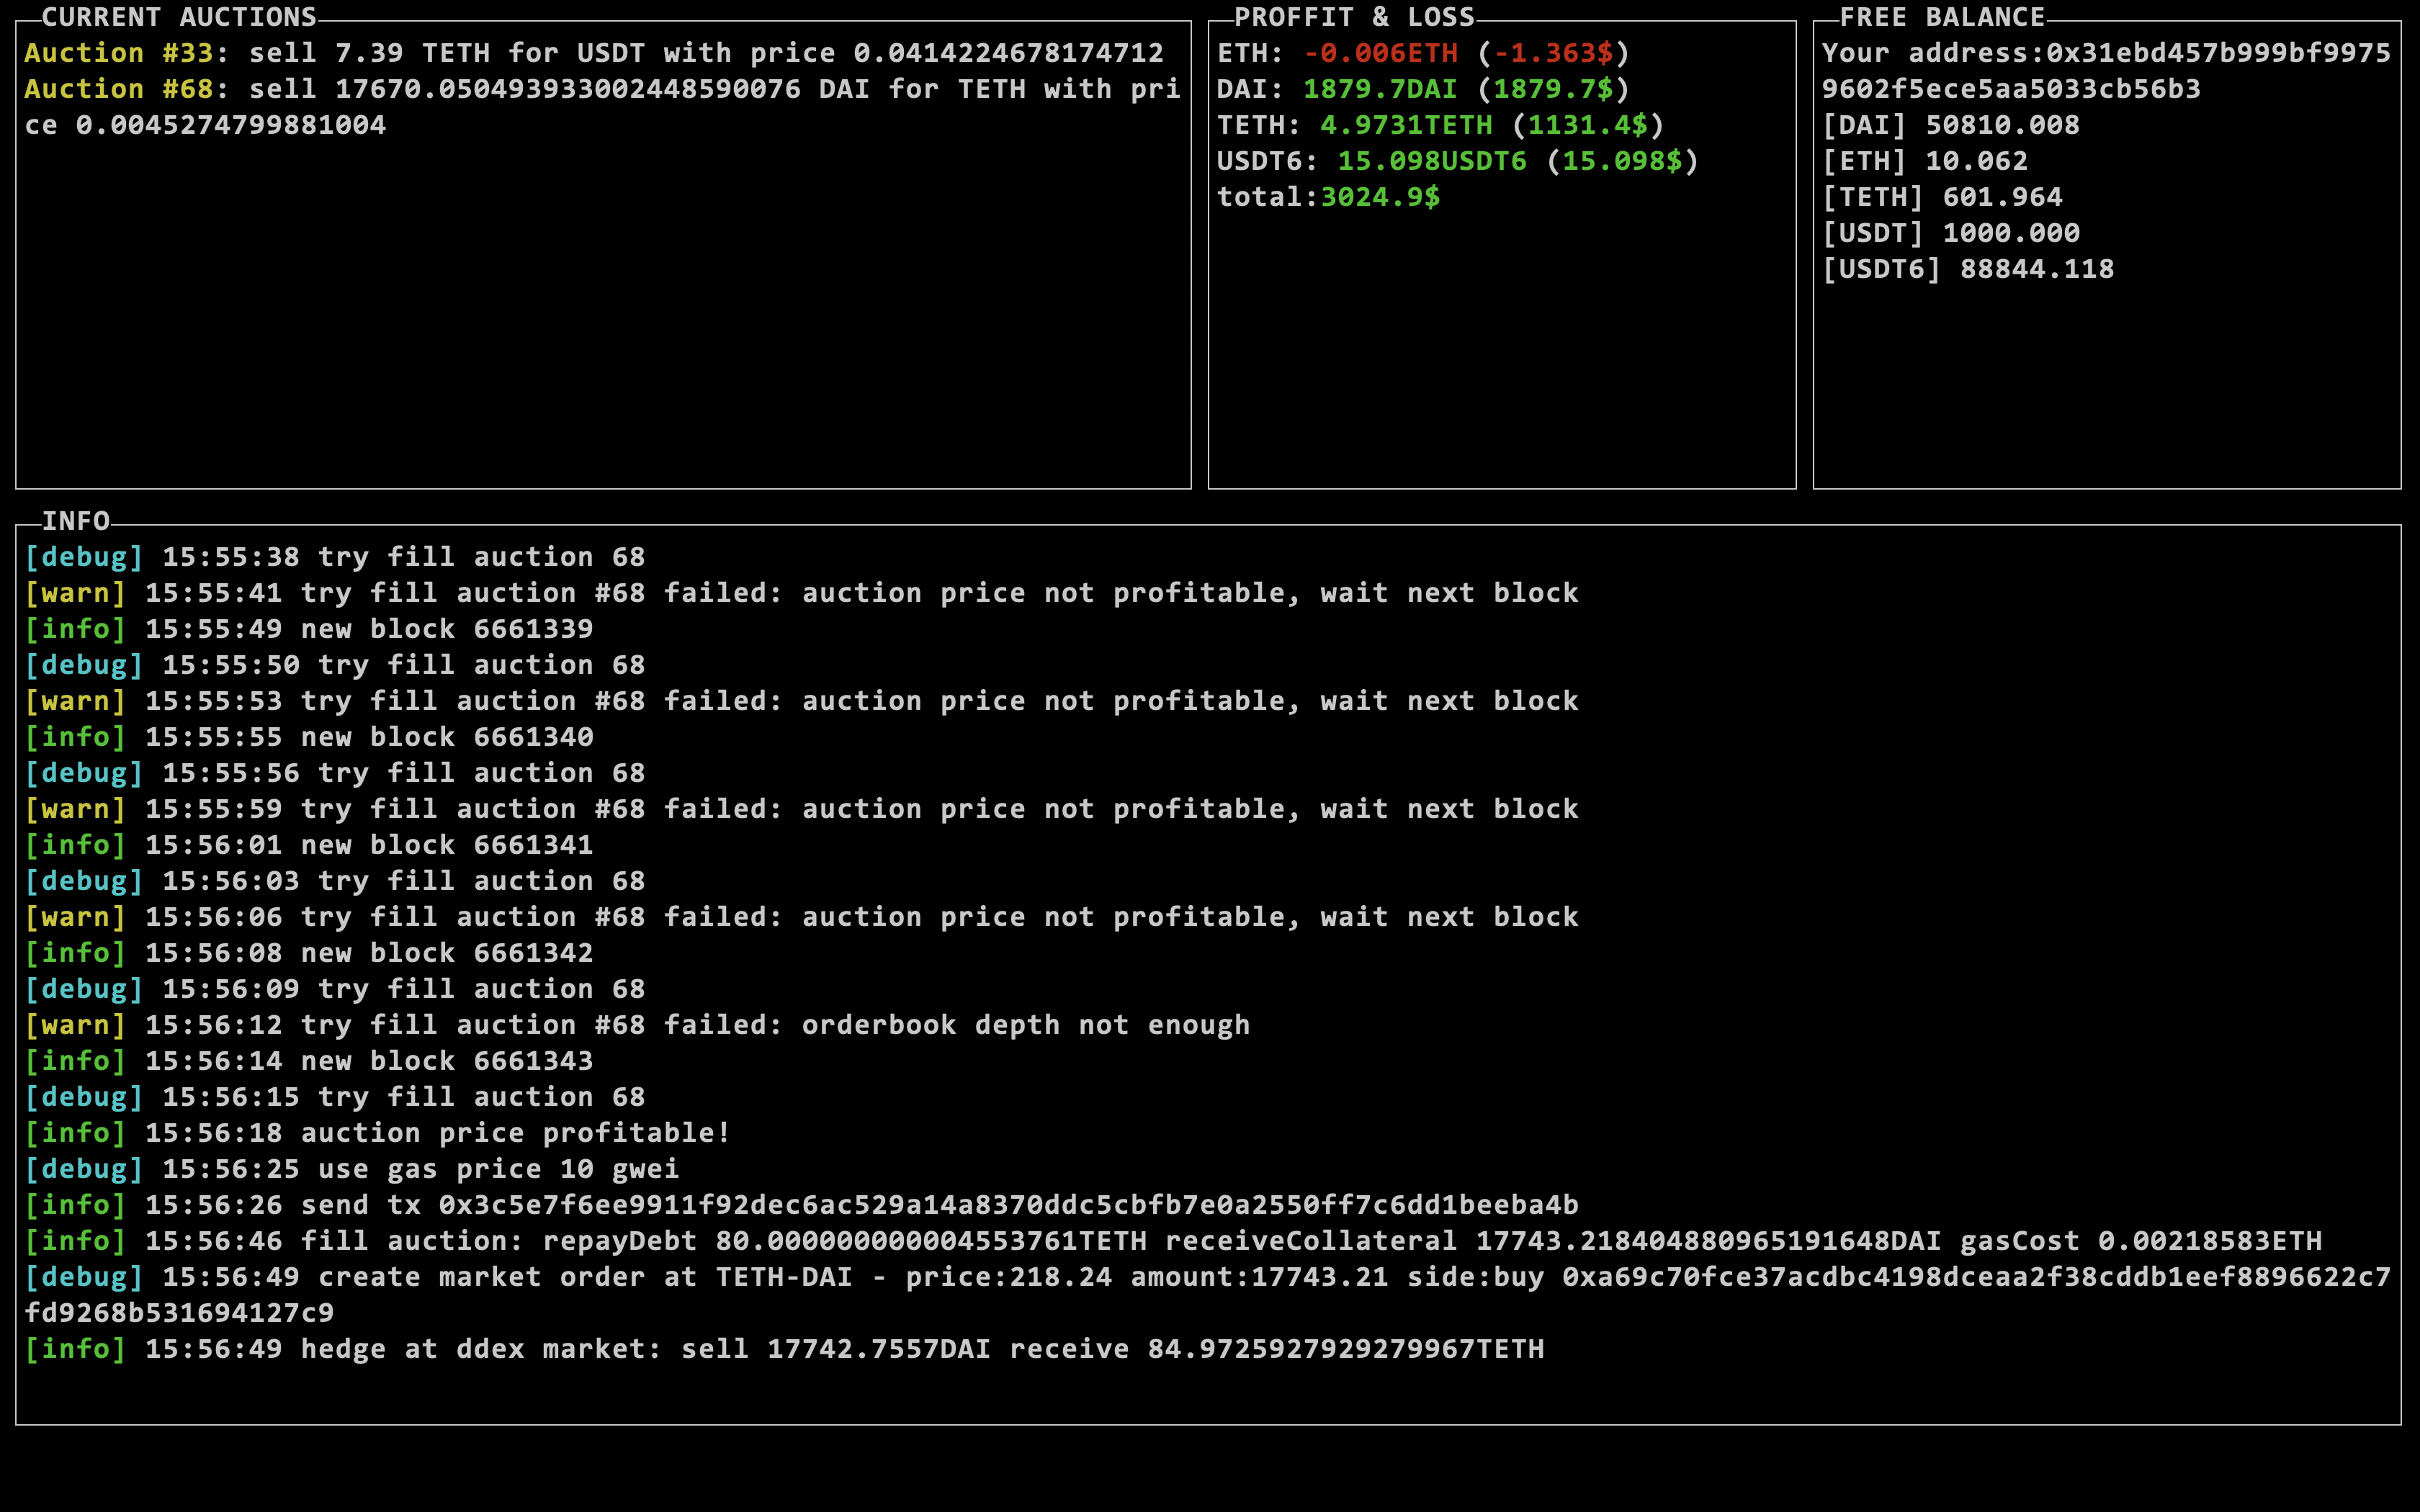 CURRENT AUCTIONS
Auction #33: sell 7.39 TETH for USDT with price 0.0414224678174712
Auction #68: sell 17670.050493933002448590076 DAI for TETH with pri
ce 0.0045274799881004
PROFFIT & LOSS
ETH: -0.006ETH (-1.363$)
DAI: 1879.7DAI (1879.7$)
TETH: 4.9731TETH (1131.4$)
USDT6: 15.098USDT6 (15.098$)
total:3024.9$
FREE BALANCE
Your address:0x31ebd457b999bf9975
9602f5ece5aa5033cb56b3
[DAI] 50810.008
[ETH] 10.062
[TETH] 601.964
[USDT] 1000.000
[USDT6] 88844.118
INFO
[debug] 15:55:38 try fill auction 68
[warn] 15:55:41 try fill auction #68 failed: auction price not profitable, wait next block
[info] 15:55:49 new block 6661339
[debug] 15:55:50 try fill auction 68
[warn] 15:55:53 try fill auction #68 failed: auction price not profitable, wait next block
[info] 15:55:55 new block 6661340
[debug] 15:55:56 try fill auction 68
[warn] 15:55:59 try fill auction #68 failed: auction price not profitable, wait next block
[info] 15:56:01 new block 6661341
[debug] 15:56:03 try fill auction 68
[warn] 15:56:06 try fill auction #68 failed: auction price not profitable, wait next block
[info] 15:56:08 new block 6661342
[debug] 15:56:09 try fill auction 68
[warn] 15:56:12 try fill auction #68 failed: orderbook depth not enough
[info] 15:56:14 new block 6661343
[debug] 15:56:15 try fill auction 68
[info] 15:56:18 auction price profitable!
[debug] 15:56:25 use gas price 10 gwei
[info] 15:56:26 send tx 0x3c5e7f6ee9911f92dec6ac529a14a8370ddc5cbfb7e0a2550ff7c6dd1beeba4b
[info] 15:56:46 fill auction: repayDebt 80.000000000004553761TETH receiveCollateral 17743.218404880965191648DAI gasCost 0.00218583ETH
[debug] 15:56:49 create market order at TETH-DAI - price:218.24 amount:17743.21 side:buy 0xa69c70fce37acdbc4198dceaa2f38cddb1eef8896622c7
fd9268b531694127c9
[info] 15:56:49 hedge at ddex market: sell 17742.7557DAI receive 84.9725927929279967TETH